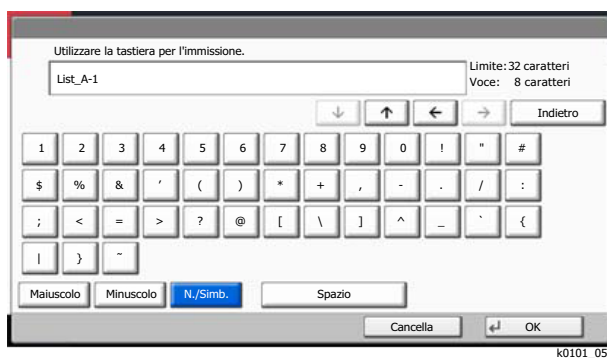 Utilizzare la tastiera per l'immissione.
List_A-1
Limite: 32 caratteri
Voce: 8 caratteri
↓ ↑ ← → Indietro
1 2 3 4 5 6 7 8 9 0 ! " #
$ % & ' ( ) * + , - . / :
; < = > ? @ [ \ ] ^ _ ` {
| } ~
Maiuscolo Minuscolo N./Simb. Spazio
Cancella OK
k0101_05